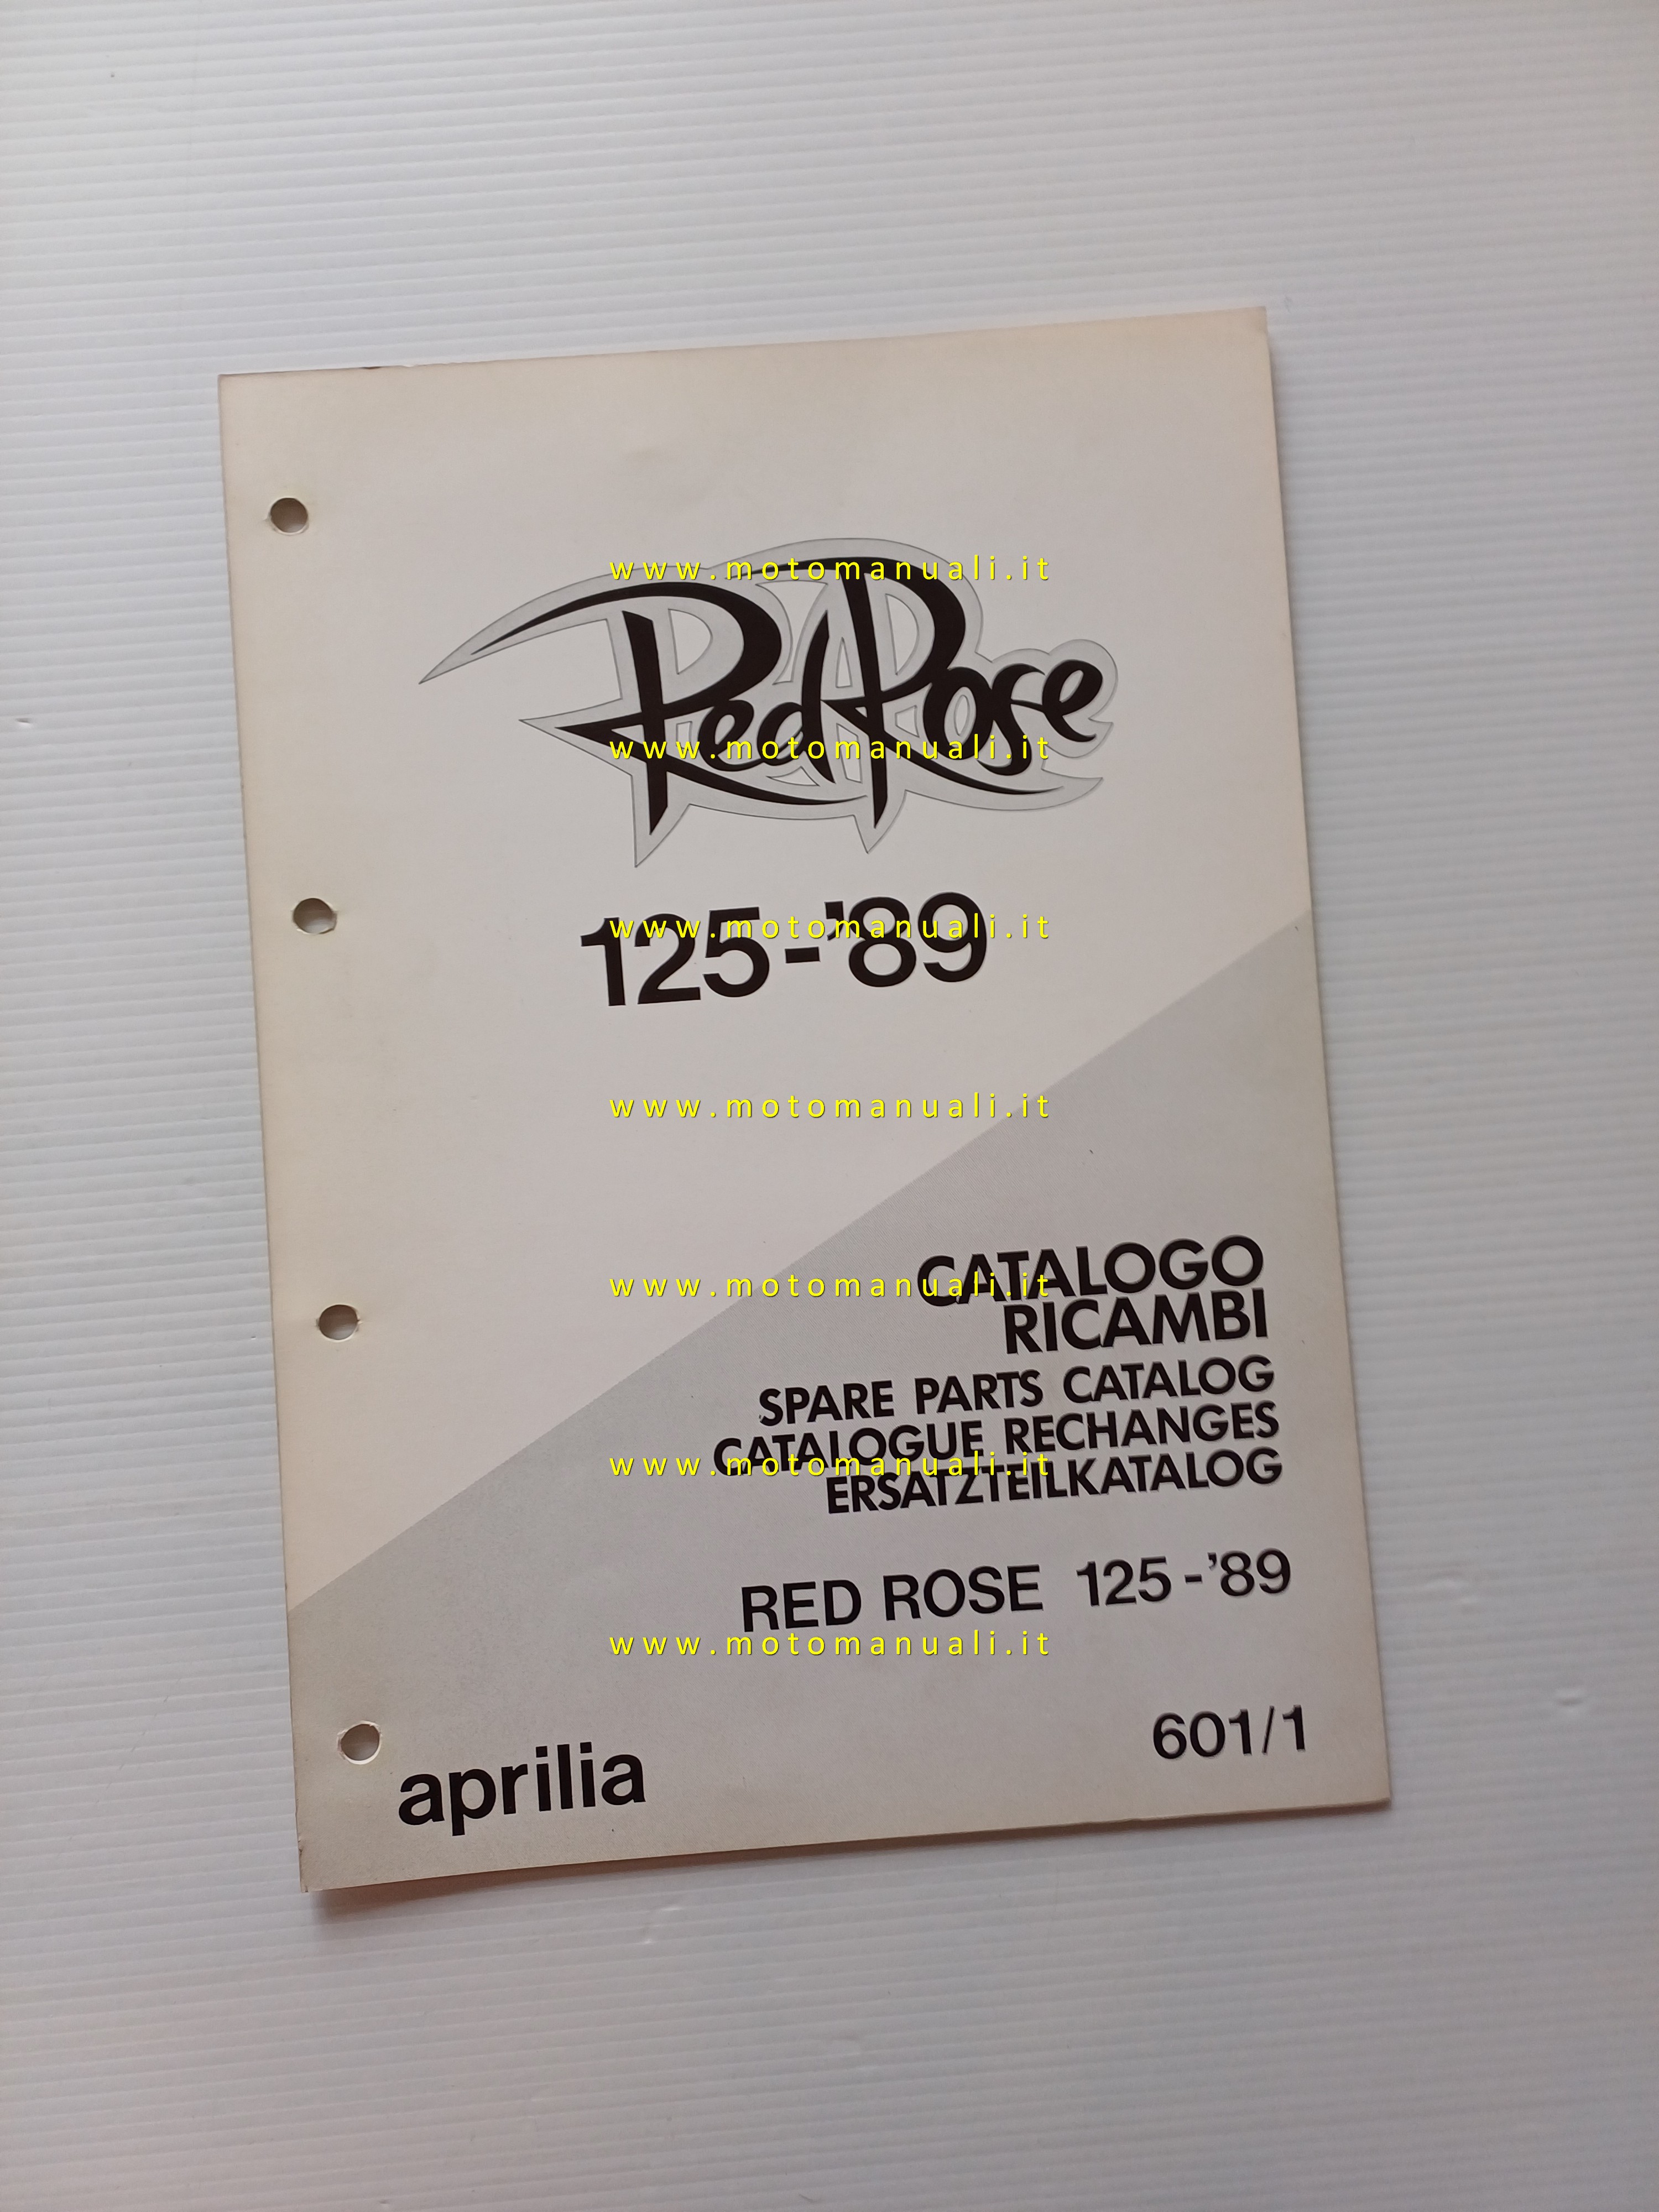 www.motomanuali.it
Red Rose
www.motomanuali.it
125-'89
www.motomanuali.it
www.motomanuali.it
CATALOGO
www.motomanuali.it
RICAMBI
SPARE PARTS CATALOG
CATALOGUE RECHANGES
www.motomanuali.it
ERSATZTEILKATALOG
RED ROSE 125-'89
www.motomanuali.it
601/1
aprilia